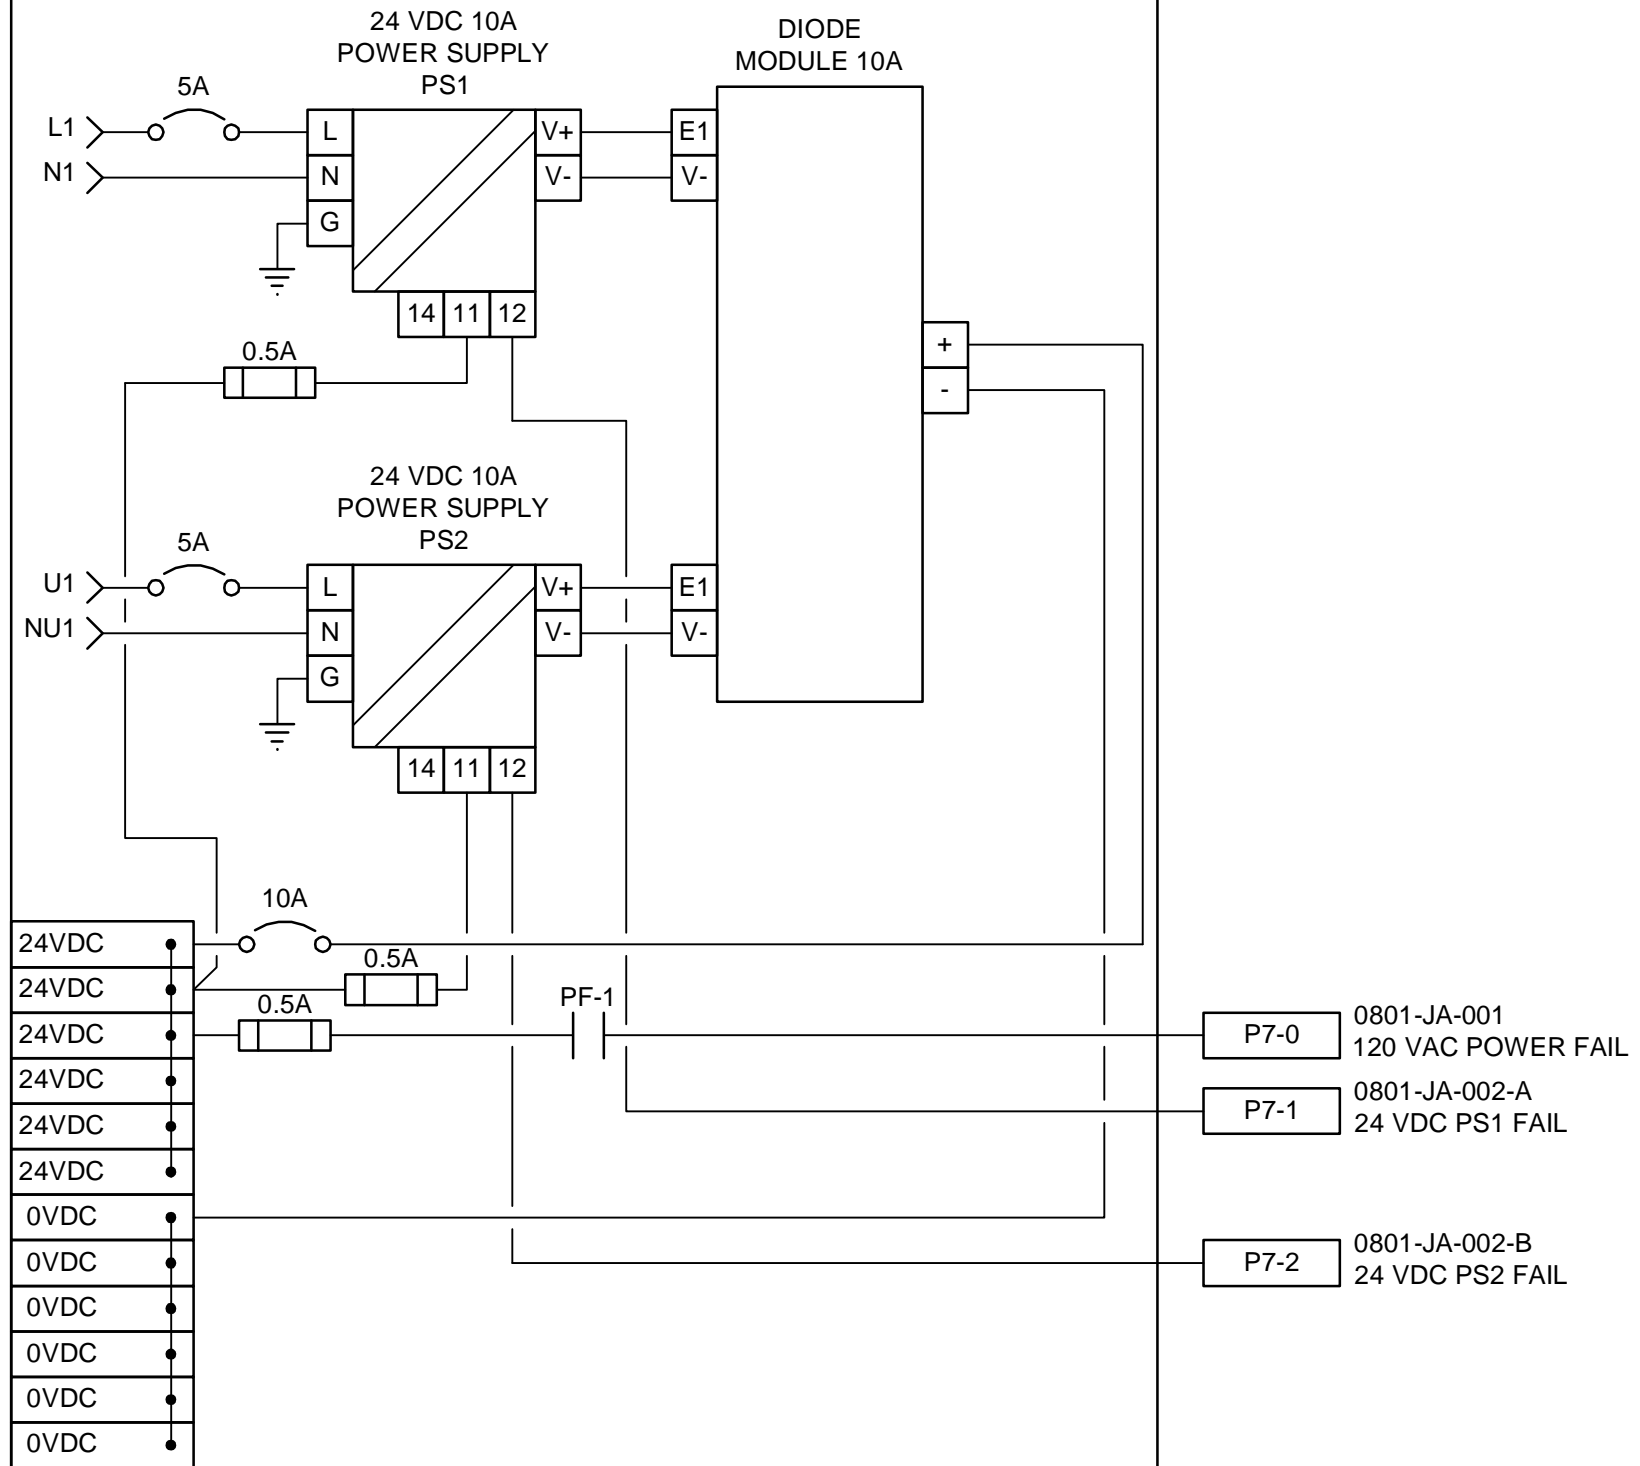 24 VDC 10A
POWER SUPPLY
PS1
DIODE
MODULE 10A
5A
L1
N1
L
N
G
V+
V-
E1
V-
14 11 12
+
-
0.5A
24 VDC 10A
POWER SUPPLY
PS2
5A
U1
NU1
L
N
G
V+
V-
E1
V-
14 11 12
10A
24VDC
0.5A
24VDC
0.5A
PF-1
24VDC
P7-0
0801-JA-001
120 VAC POWER FAIL
24VDC
P7-1
0801-JA-002-A
24 VDC PS1 FAIL
24VDC
24VDC
0VDC
0VDC
P7-2
0801-JA-002-B
24 VDC PS2 FAIL
0VDC
0VDC
0VDC
0VDC